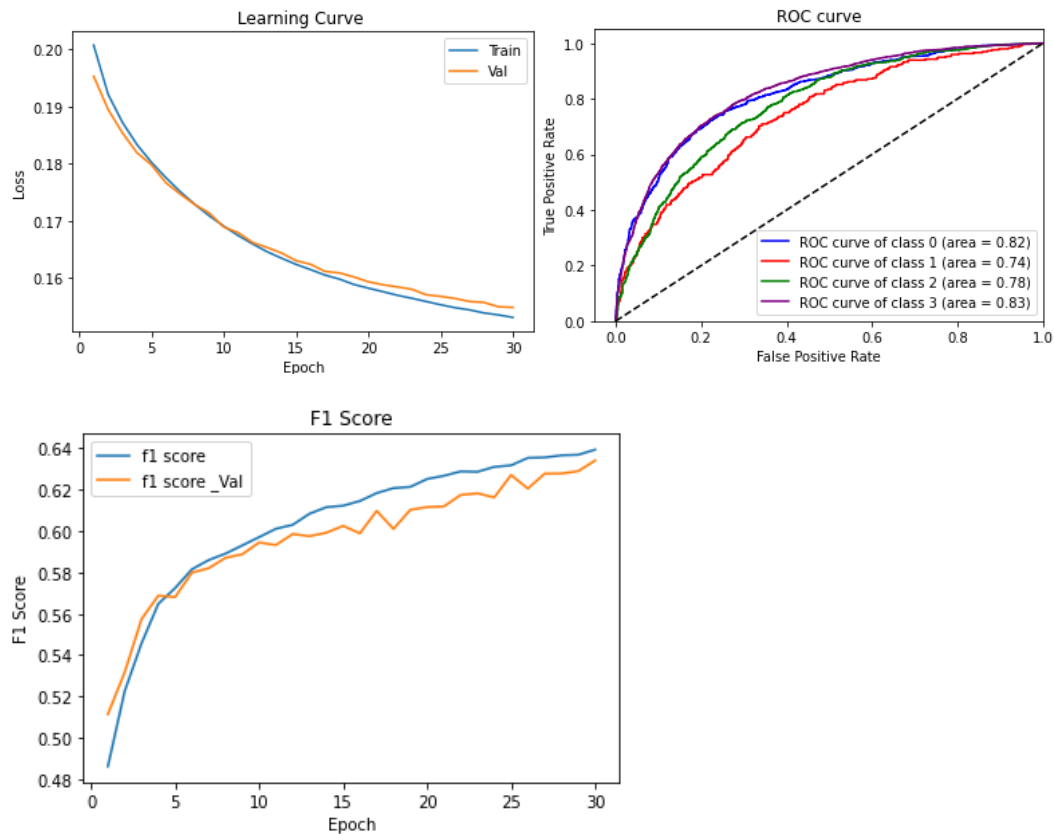 Learning Curve
Train
Val
0.20
0.19
0.18
0.17
0.16
Loss
0 5 10 15 20 25 30
Epoch
ROC curve
1.0
0.8
0.6
0.4
0.2
0.0
True Positive Rate
ROC curve of class 0 (area = 0.82)
ROC curve of class 1 (area = 0.74)
ROC curve of class 2 (area = 0.78)
ROC curve of class 3 (area = 0.83)
0.0 0.2 0.4 0.6 0.8 1.0
False Positive Rate
F1 Score
f1 score
f1 score _Val
0.64
0.62
0.60
0.58
0.56
0.54
0.52
0.50
0.48
F1 Score
0 5 10 15 20 25 30
Epoch